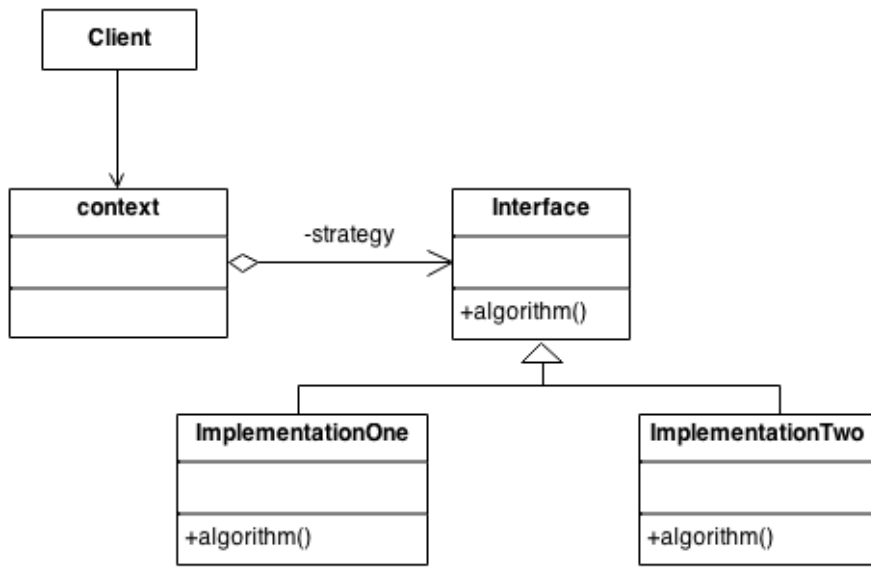 Client
context
-strategy
Interface
+algorithm()
ImplementationOne
+algorithm()
ImplementationTwo
+algorithm()